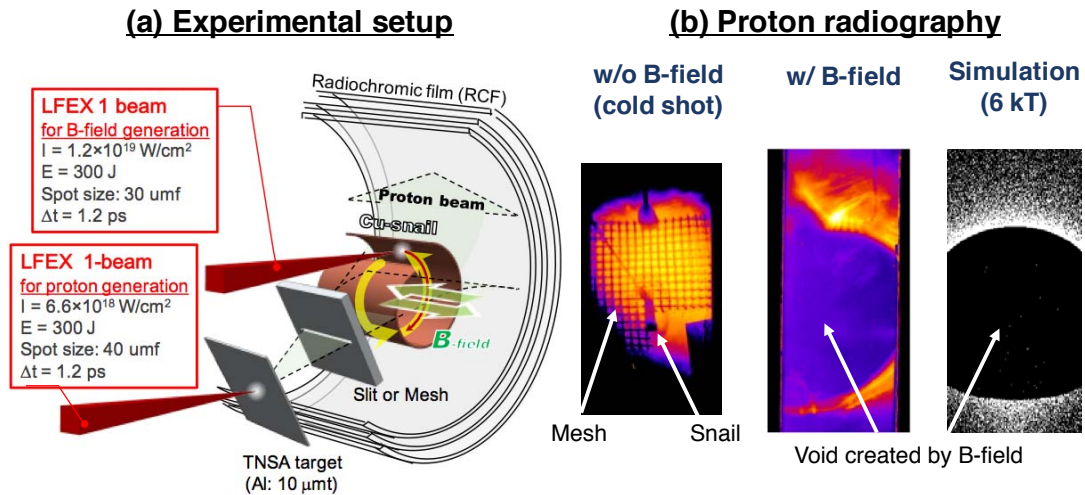 (a) Experimental setup
Radiochromic film (RCF)
LFEX 1 beam
for B-field generation
I = 1.2×10¹⁹ W/cm²
E = 300 J
Spot size: 30 umf
Δt = 1.2 ps
Proton beam
Cu-snail
LFEX 1-beam
for proton generation
I = 6.6×10¹⁸ W/cm²
E = 300 J
Spot size: 40 umf
Δt = 1.2 ps
B-field
Slit or Mesh
TNSA target
(Al: 10 μmt)
(b) Proton radiography
w/o B-field
(cold shot)
w/ B-field
Simulation
(6 kT)
Mesh
Snail
Void created by B-field